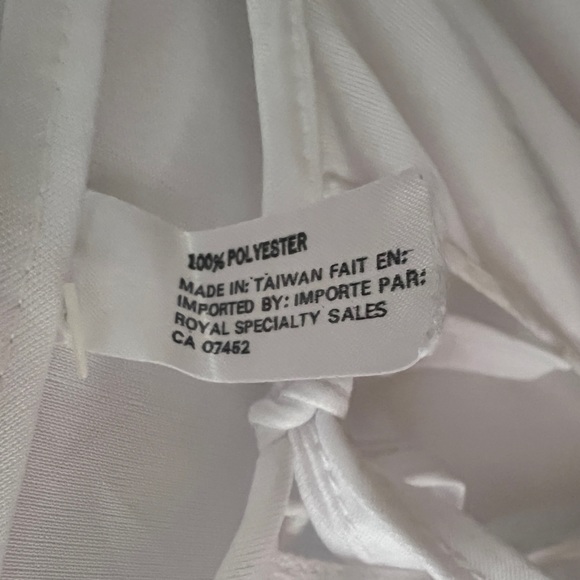 100% POLYESTER
MADE IN: TAIWAN FAIT EN:
IMPORTED BY: IMPORTE PAR:
ROYAL SPECIALTY SALES
CA 07452